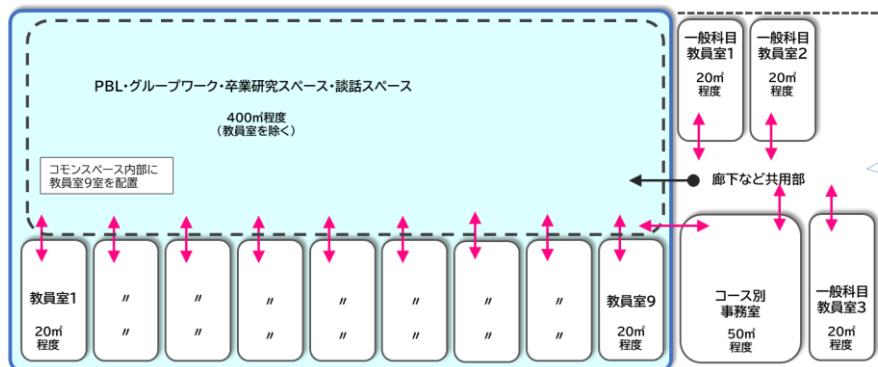 PBL・グループワーク・卒業研究スペース・談話スペース
400㎡程度
(教員室を除く)
コモンスペース内部に
教員室9室を配置
一般科目
教員室1
20㎡
程度
一般科目
教員室2
20㎡
程度
廊下など共用部
教員室1
20㎡
程度
〃
〃
〃
〃
〃
〃
〃
〃
〃
〃
〃
〃
〃
〃
教員室9
20㎡
程度
コース別
事務室
50㎡
程度
一般科目
教員室3
20㎡
程度